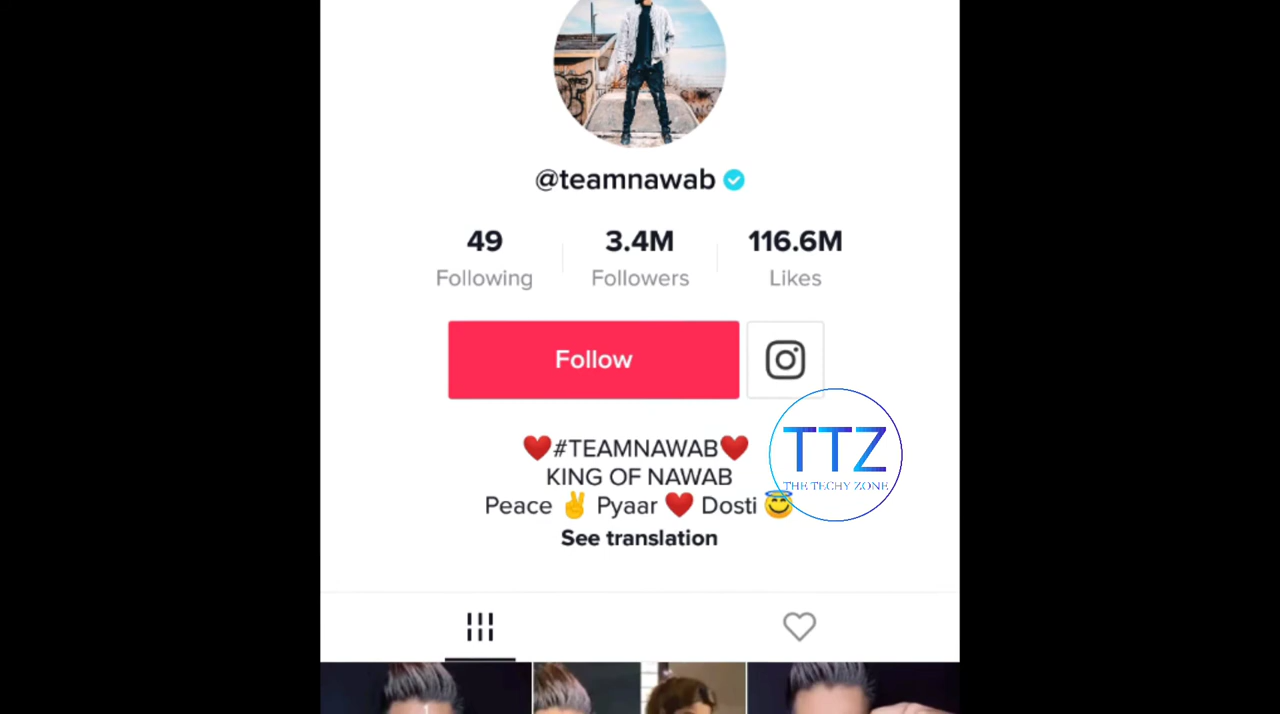 @teamnawab
49 3.4M 116.6M
Following Followers Likes
Follow
❤️#TEAMNAWAB❤️
KING OF NAWAB
Peace ✌️ Pyaar ❤️ Dosti 😇
See translation
TTZ
THE TECHY ZONE